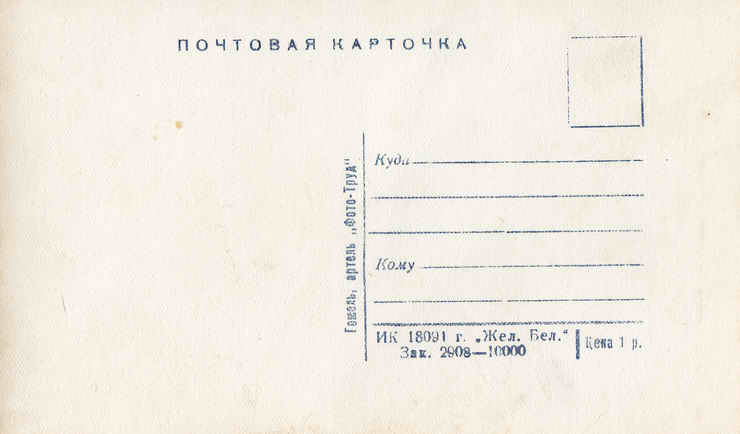 ПОЧТОВАЯ КАРТОЧКА
Гомель, артель „Фото-Труд"
Куда
Кому
ИК 18091 г. „Жел. Бел."
Зак. 2908—10000
Цена 1 р.